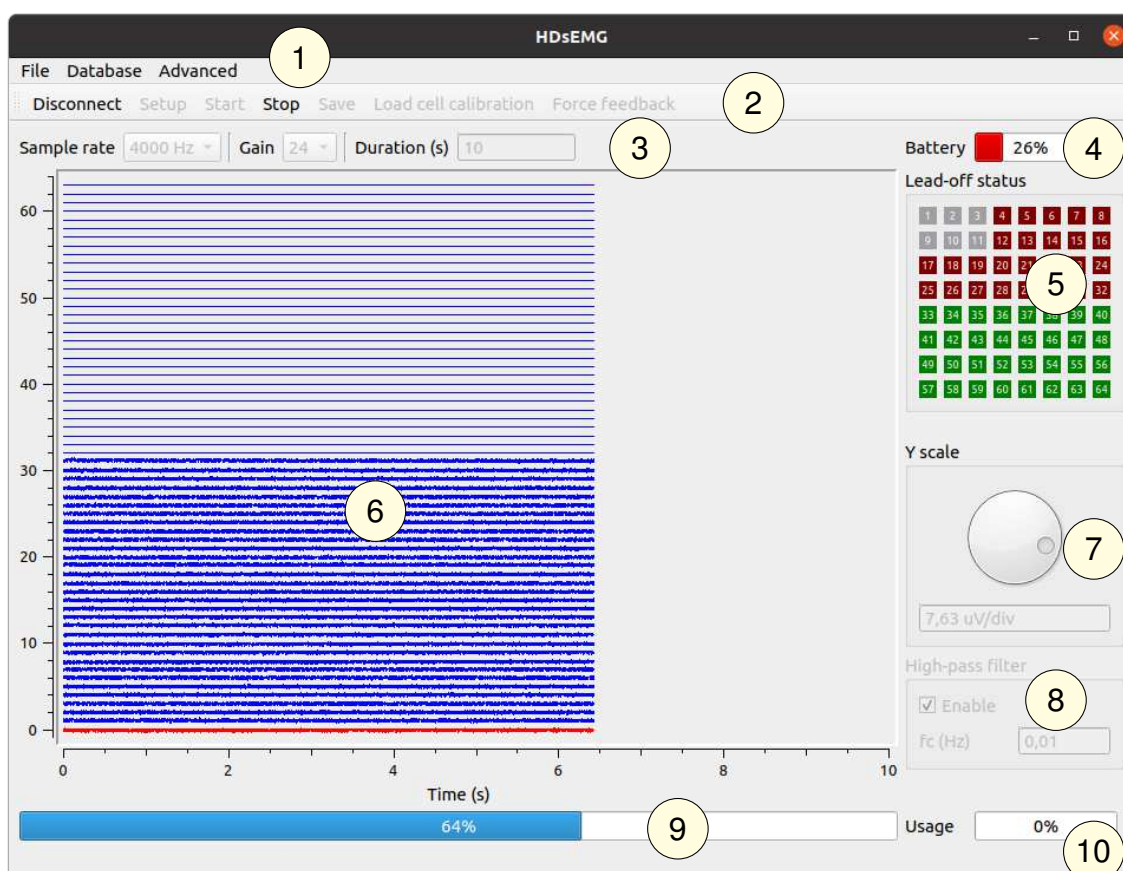 HDsEMG
1
File Database Advanced
2
Disconnect Setup Start Stop Save Load cell calibration Force feedback
3
Sample rate 4000 Hz Gain 24 Duration (s) 10
Battery 26% 4
Lead-off status
1 2 3 4 5 6 7 8
9 10 11 12 13 14 15 16
17 18 19 20 21 24
25 26 27 28 32
5
33 34 35 36 37 38 39 40
41 42 43 44 45 46 47 48
49 50 51 52 53 54 55 56
57 58 59 60 61 62 63 64
60
50
40
30
20
10
0
6
Y scale
7
7,63 uV/div
High-pass filter
Enable
8
fc (Hz) 0,01
0 2 4 6 8 10
Time (s)
64%
9
Usage 0%
10